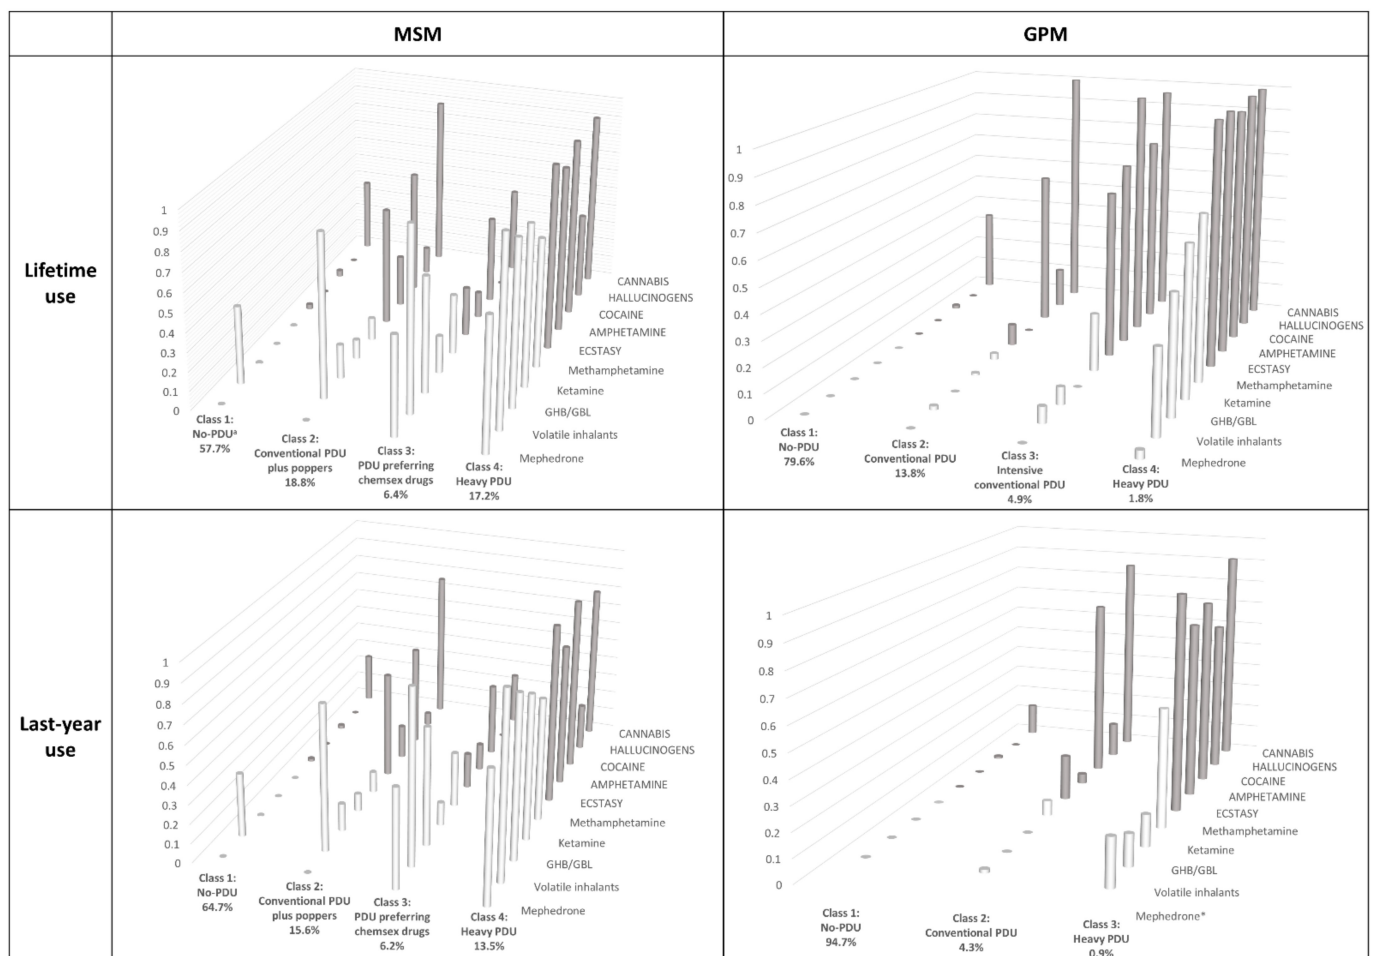 MSM
GPM
Lifetime
use
1
0.9
0.8
0.7
0.6
0.5
0.4
0.3
0.2
0.1
0
Class 1:
No-PDUᵃ
57.7%
Class 2:
Conventional PDU
plus poppers
18.8%
Class 3:
PDU preferring
chemsex drugs
6.4%
Class 4:
Heavy PDU
17.2%
CANNABIS
HALLUCINOGENS
COCAINE
AMPHETAMINE
ECSTASY
Methamphetamine
Ketamine
GHB/GBL
Volatile inhalants
Mephedrone
1
0.9
0.8
0.7
0.6
0.5
0.4
0.3
0.2
0.1
0
Class 1:
No-PDU
79.6%
Class 2:
Conventional PDU
13.8%
Class 3:
Intensive
conventional PDU
4.9%
Class 4:
Heavy PDU
1.8%
CANNABIS
HALLUCINOGENS
COCAINE
AMPHETAMINE
ECSTASY
Methamphetamine
Ketamine
GHB/GBL
Volatile inhalants
Mephedrone
Last-year
use
1
0.9
0.8
0.7
0.6
0.5
0.4
0.3
0.2
0.1
0
Class 1:
No-PDU
64.7%
Class 2:
Conventional PDU
plus poppers
15.6%
Class 3:
PDU preferring
chemsex drugs
6.2%
Class 4:
Heavy PDU
13.5%
CANNABIS
HALLUCINOGENS
COCAINE
AMPHETAMINE
ECSTASY
Methamphetamine
Ketamine
GHB/GBL
Volatile inhalants
Mephedrone
1
0.9
0.8
0.7
0.6
0.5
0.4
0.3
0.2
0.1
0
Class 1:
No-PDU
94.7%
Class 2:
Conventional PDU
4.3%
Class 3:
Heavy PDU
0.9%
CANNABIS
HALLUCINOGENS
COCAINE
AMPHETAMINE
ECSTASY
Methamphetamine
Ketamine
GHB/GBL
Volatile inhalants
Mephedrone*